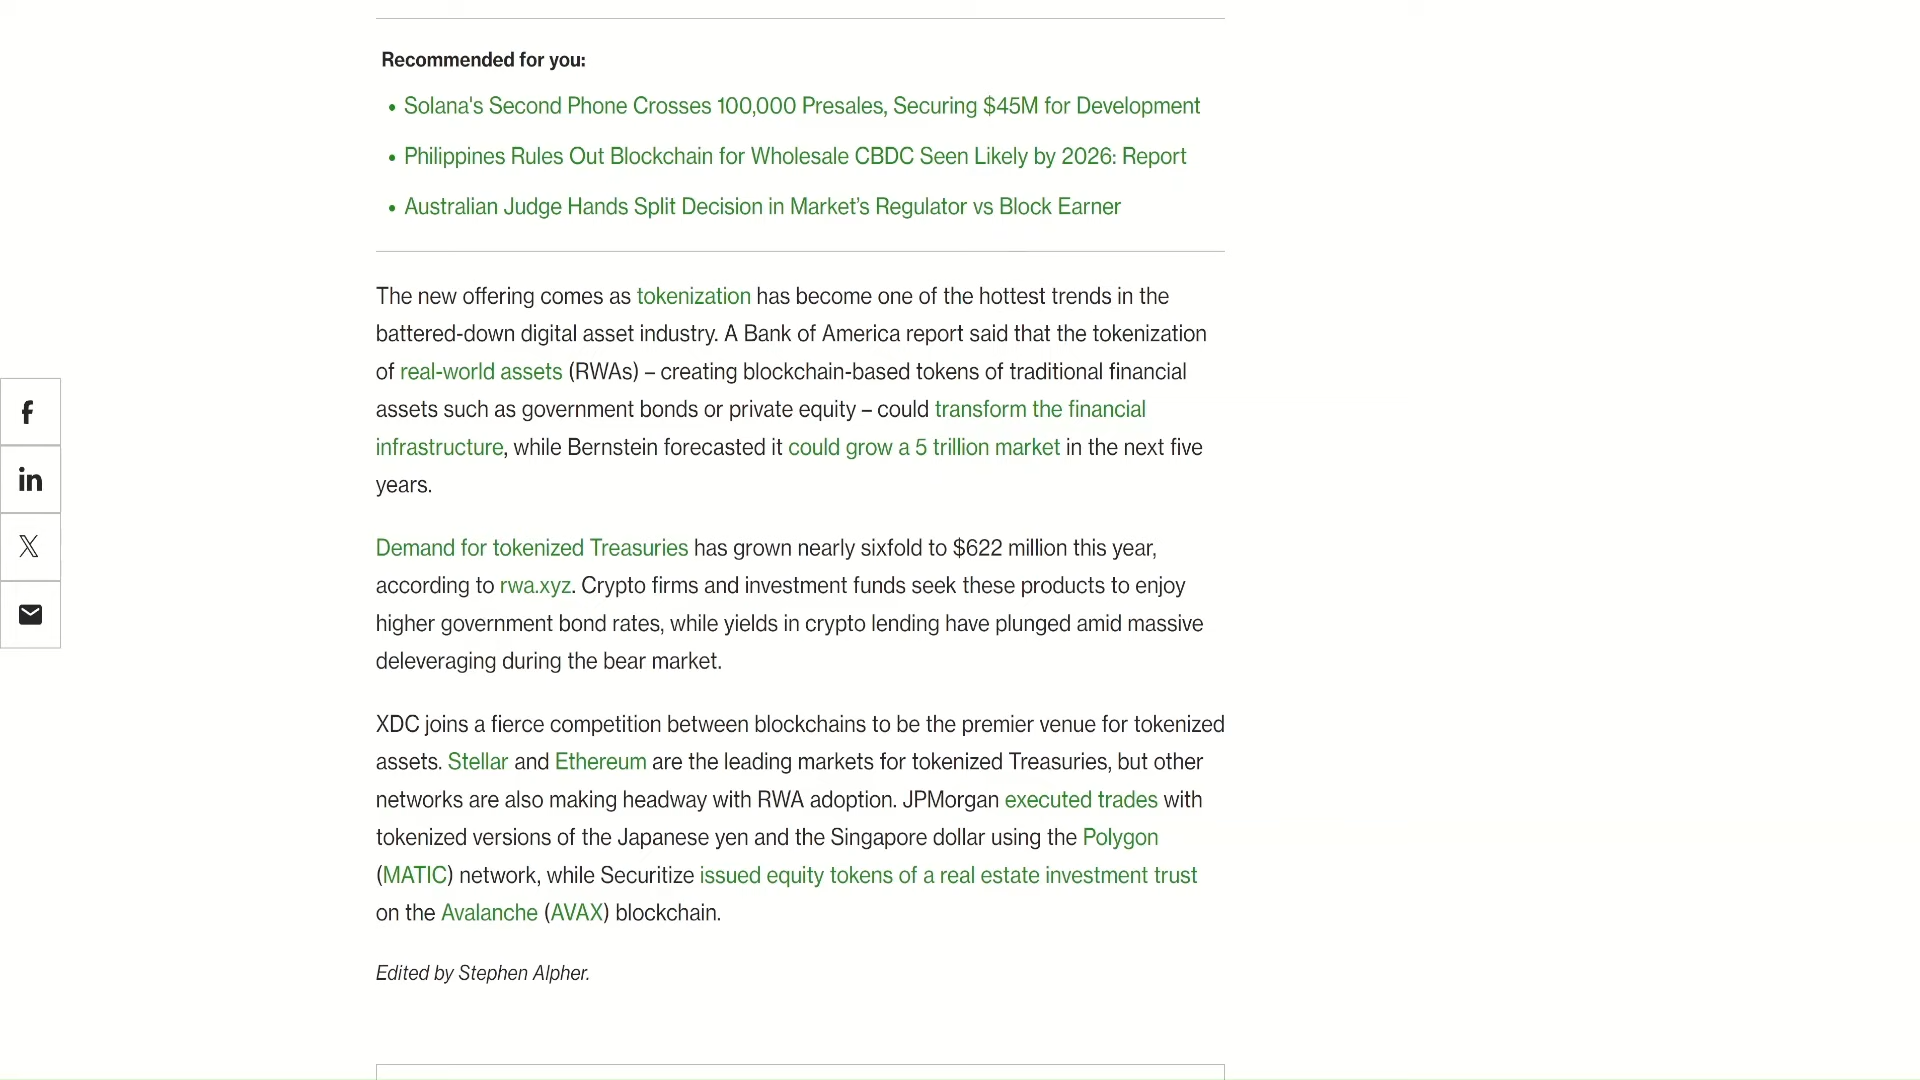 Recommended for you:
• Solana's Second Phone Crosses 100,000 Presales, Securing $45M for Development
• Philippines Rules Out Blockchain for Wholesale CBDC Seen Likely by 2026: Report
• Australian Judge Hands Split Decision in Market’s Regulator vs Block Earner
The new offering comes as tokenization has become one of the hottest trends in the
battered-down digital asset industry. A Bank of America report said that the tokenization
of real-world assets (RWAs) – creating blockchain-based tokens of traditional financial
assets such as government bonds or private equity – could transform the financial
infrastructure, while Bernstein forecasted it could grow a 5 trillion market in the next five
years.
Demand for tokenized Treasuries has grown nearly sixfold to $622 million this year,
according to rwa.xyz. Crypto firms and investment funds seek these products to enjoy
higher government bond rates, while yields in crypto lending have plunged amid massive
deleveraging during the bear market.
XDC joins a fierce competition between blockchains to be the premier venue for tokenized
assets. Stellar and Ethereum are the leading markets for tokenized Treasuries, but other
networks are also making headway with RWA adoption. JPMorgan executed trades with
tokenized versions of the Japanese yen and the Singapore dollar using the Polygon
(MATIC) network, while Securitize issued equity tokens of a real estate investment trust
on the Avalanche (AVAX) blockchain.
Edited by Stephen Alpher.